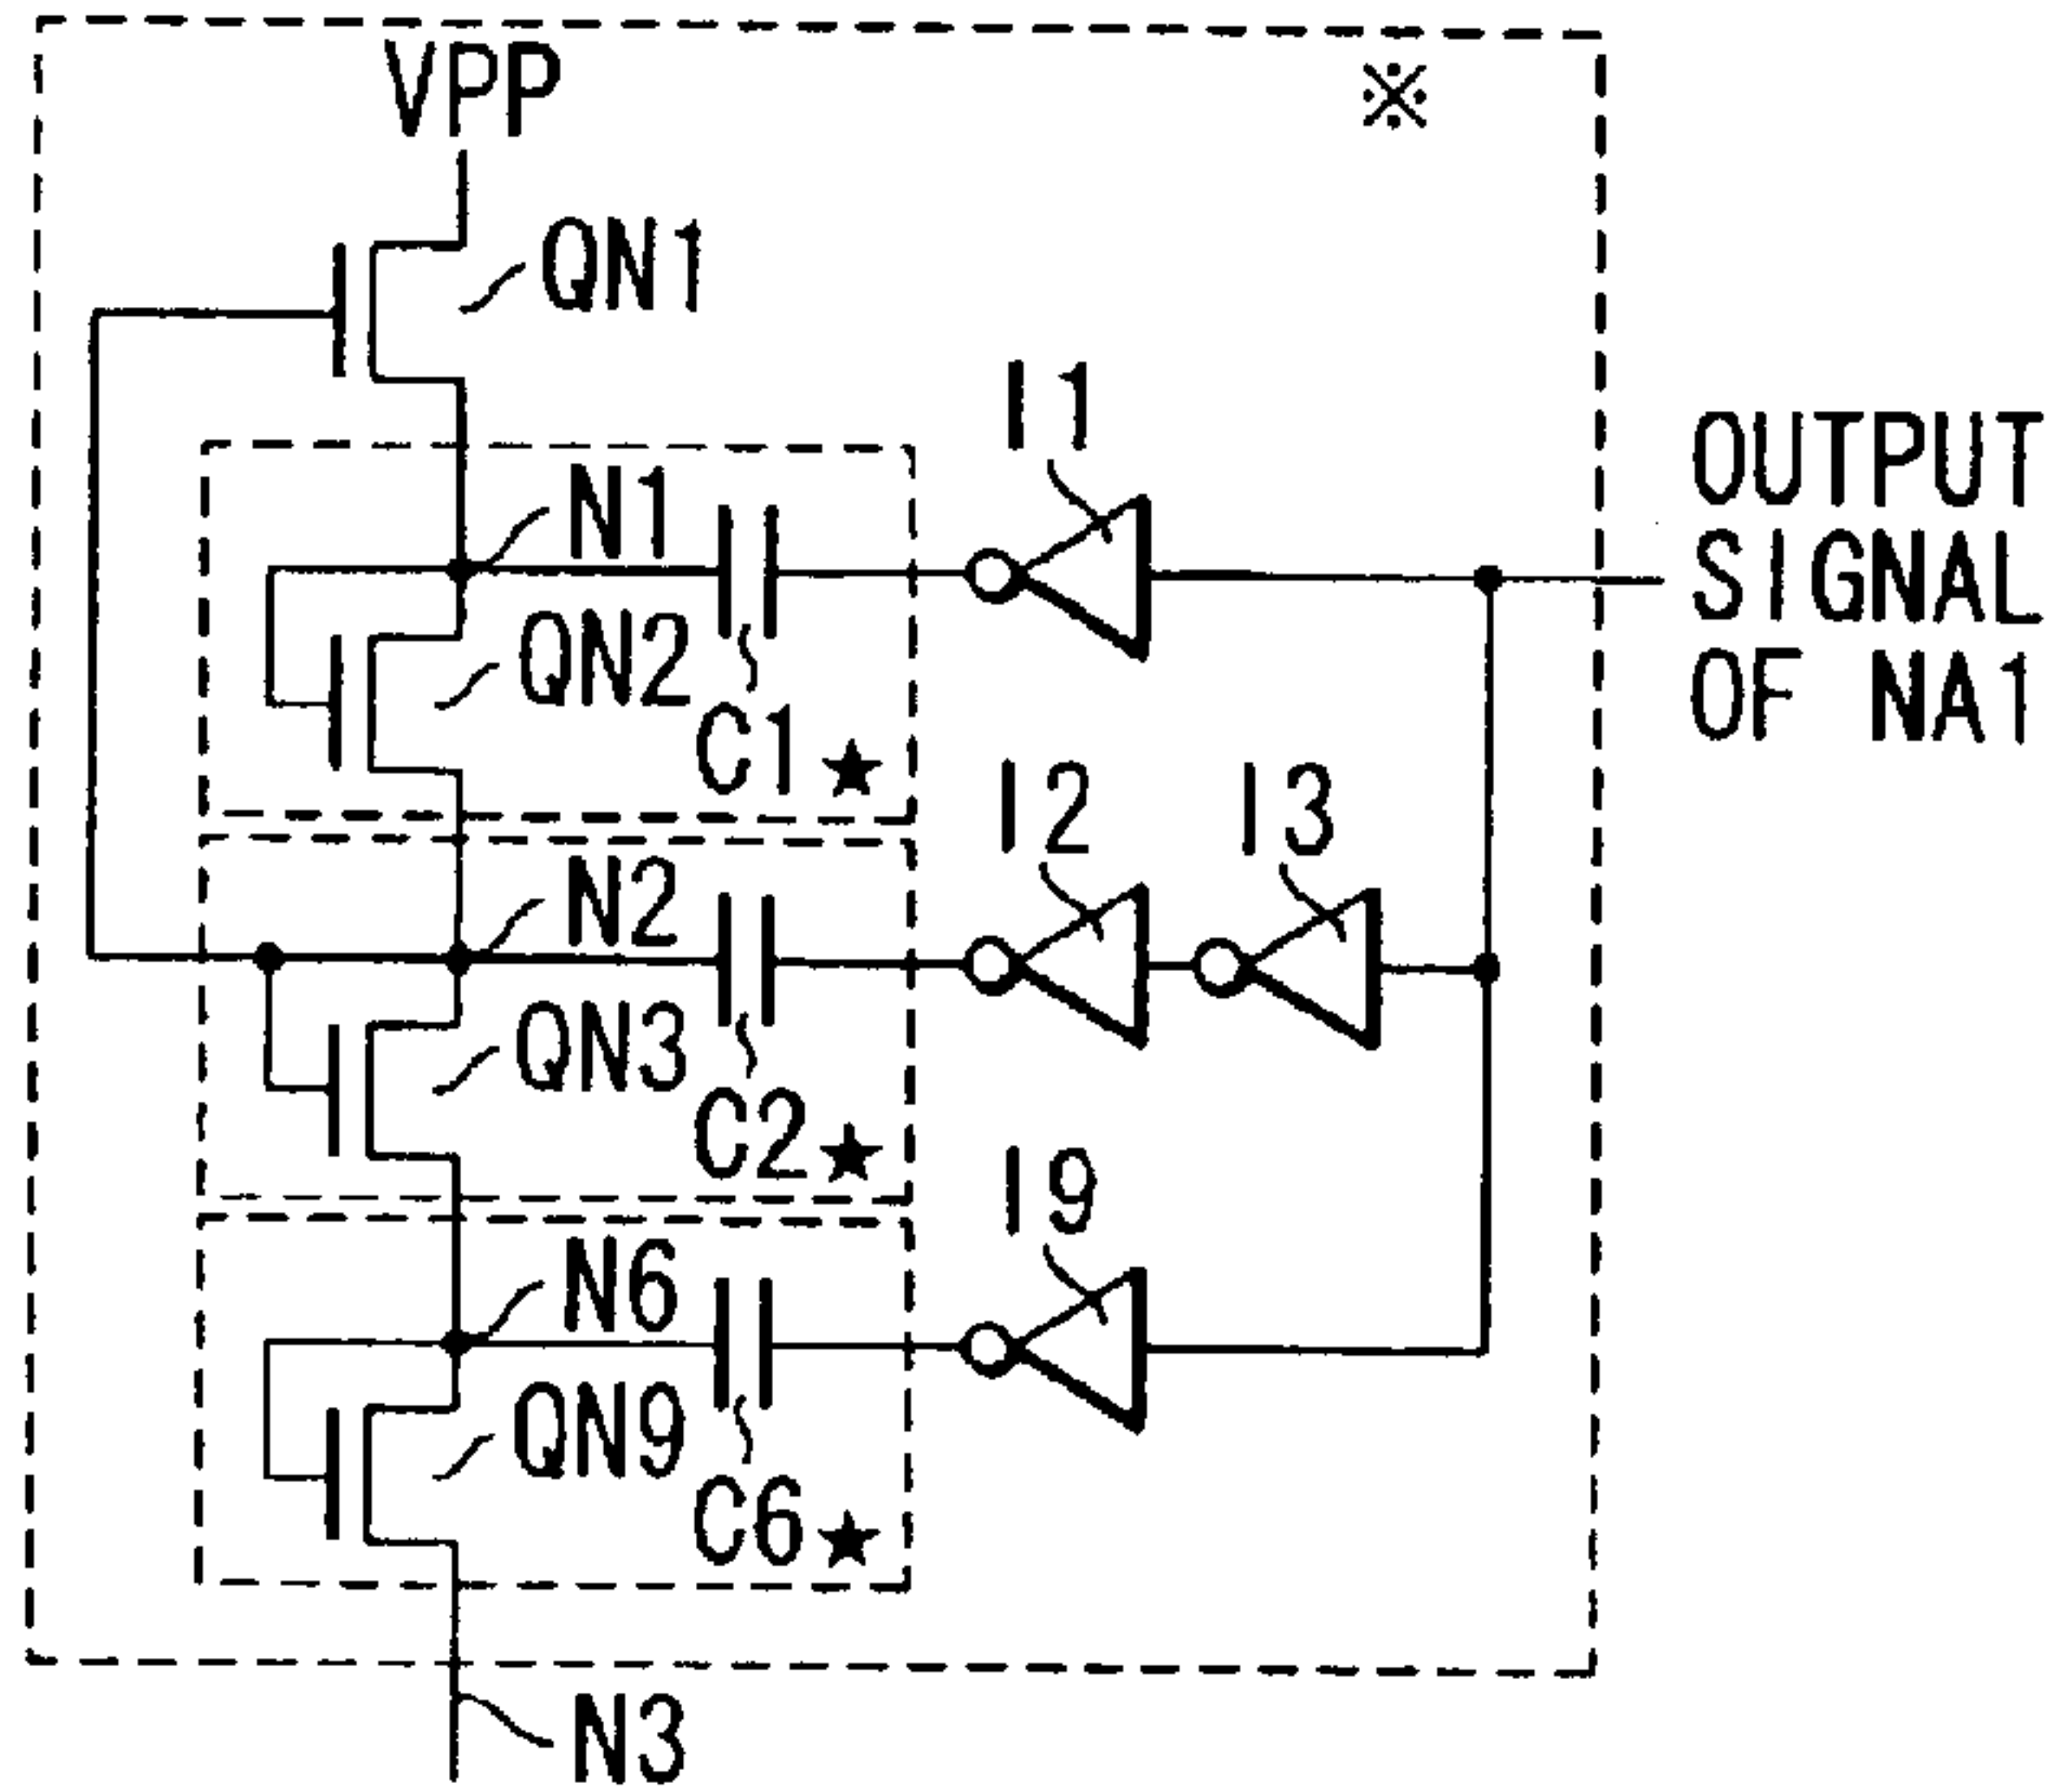 VPP
※
QN1
I1
OUTPUT
SIGNAL
OF NA1
N1
QN2
C1★
I2
I3
N2
QN3
C2★
I9
N6
QN9
C6★
N3